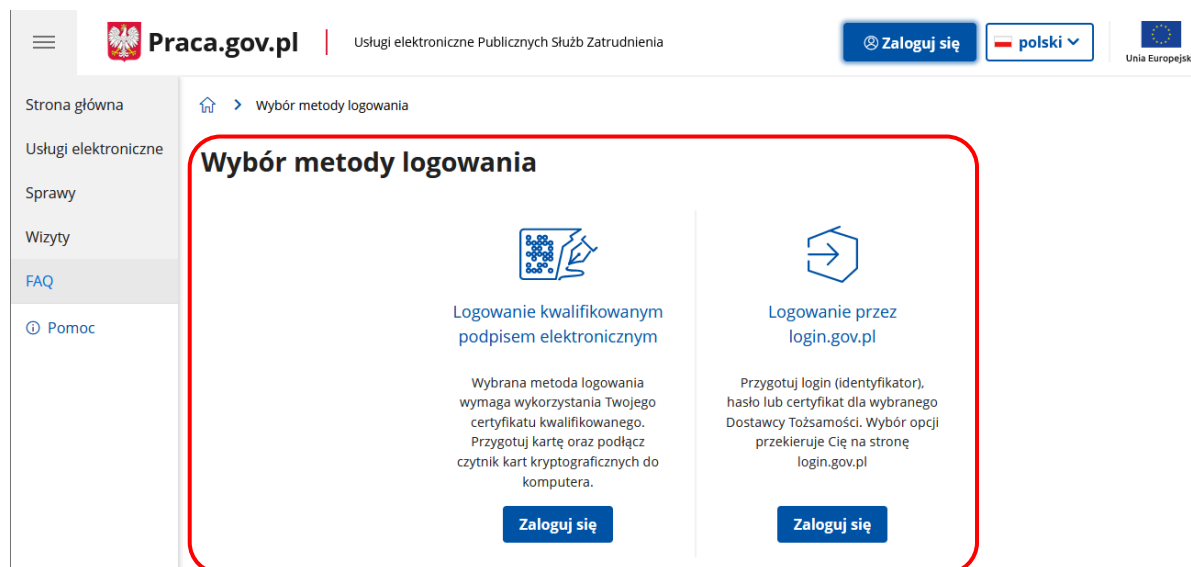 Praca.gov.pl
Usługi elektroniczne Publicznych Służb Zatrudnienia
Zaloguj się
polski
Unia Europejsk
Strona główna
Usługi elektroniczne
Sprawy
Wizyty
FAQ
Pomoc
Wybór metody logowania
Wybór metody logowania
Logowanie kwalifikowanym
podpisem elektronicznym
Wybrana metoda logowania
wymaga wykorzystania Twojego
certyfikatu kwalifikowanego.
Przygotuj kartę oraz podłącz
czytnik kart kryptograficznych do
komputera.
Zaloguj się
Logowanie przez
login.gov.pl
Przygotuj login (identyfikator),
hasło lub certyfikat dla wybranego
Dostawcy Tożsamości. Wybór opcji
przekieruje Cię na stronę
login.gov.pl
Zaloguj się